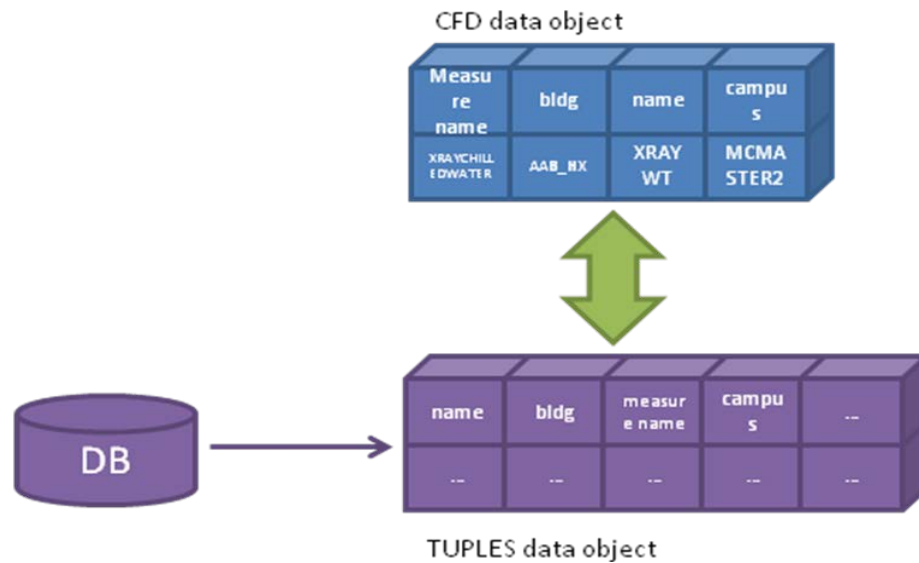 CFD data object
Measu
re
name
bldg
name
campu
s
XRAYCHILL
EDWATER
AAB_HX
XRAY
WT
MCMA
STER2
name
bldg
measur
e name
campu
s
...
DB
...
...
...
...
...
TUPLES data object